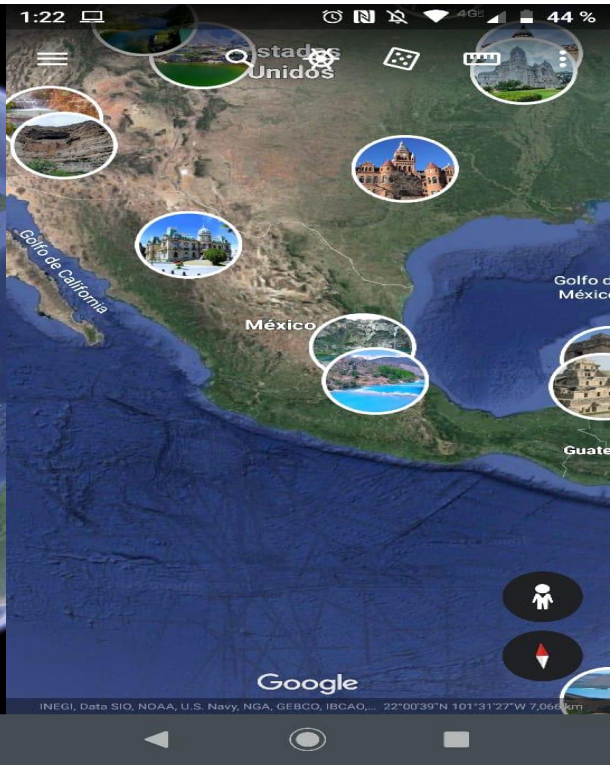 1:22
4GE
44 %
Estados
Unidos
Golfo de California
Golfo d
México
México
Guate
Google
INEGI, Data SIO, NOAA, U.S. Navy, NGA, GEBCO, IBCAO,... 22°00'39"N 101°31'27"W 7,066 km